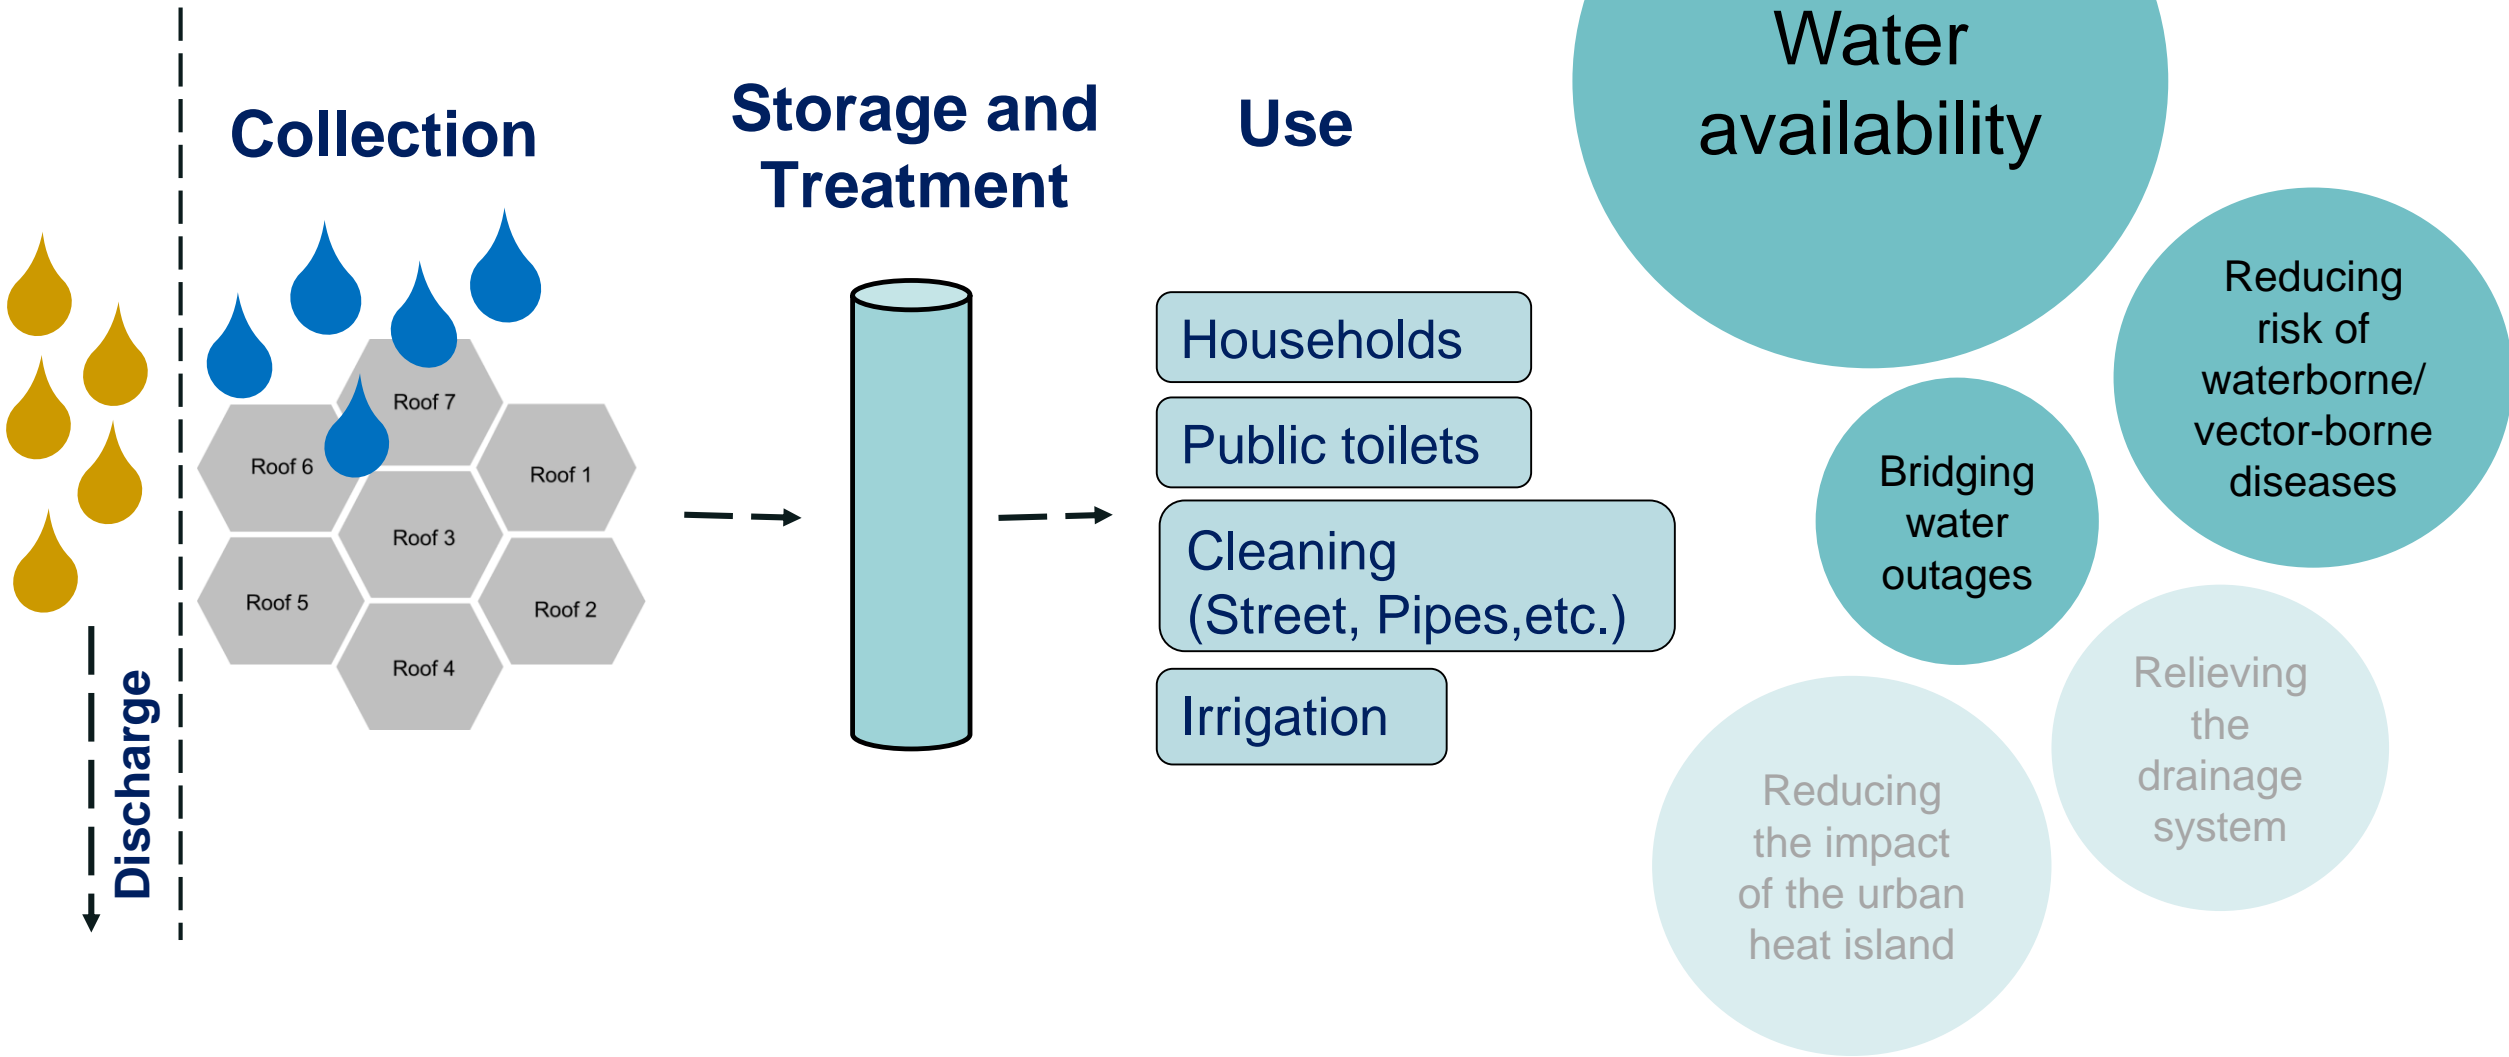 Collection
Storage and
Treatment
Use
Discharge
Roof 7
Roof 6
Roof 1
Roof 3
Roof 5
Roof 2
Roof 4
Households
Public toilets
Cleaning
(Street, Pipes,etc.)
Irrigation
Water
availability
Reducing
risk of
waterborne/
vector-borne
diseases
Bridging
water
outages
Relieving
the
drainage
system
Reducing
the impact
of the urban
heat island